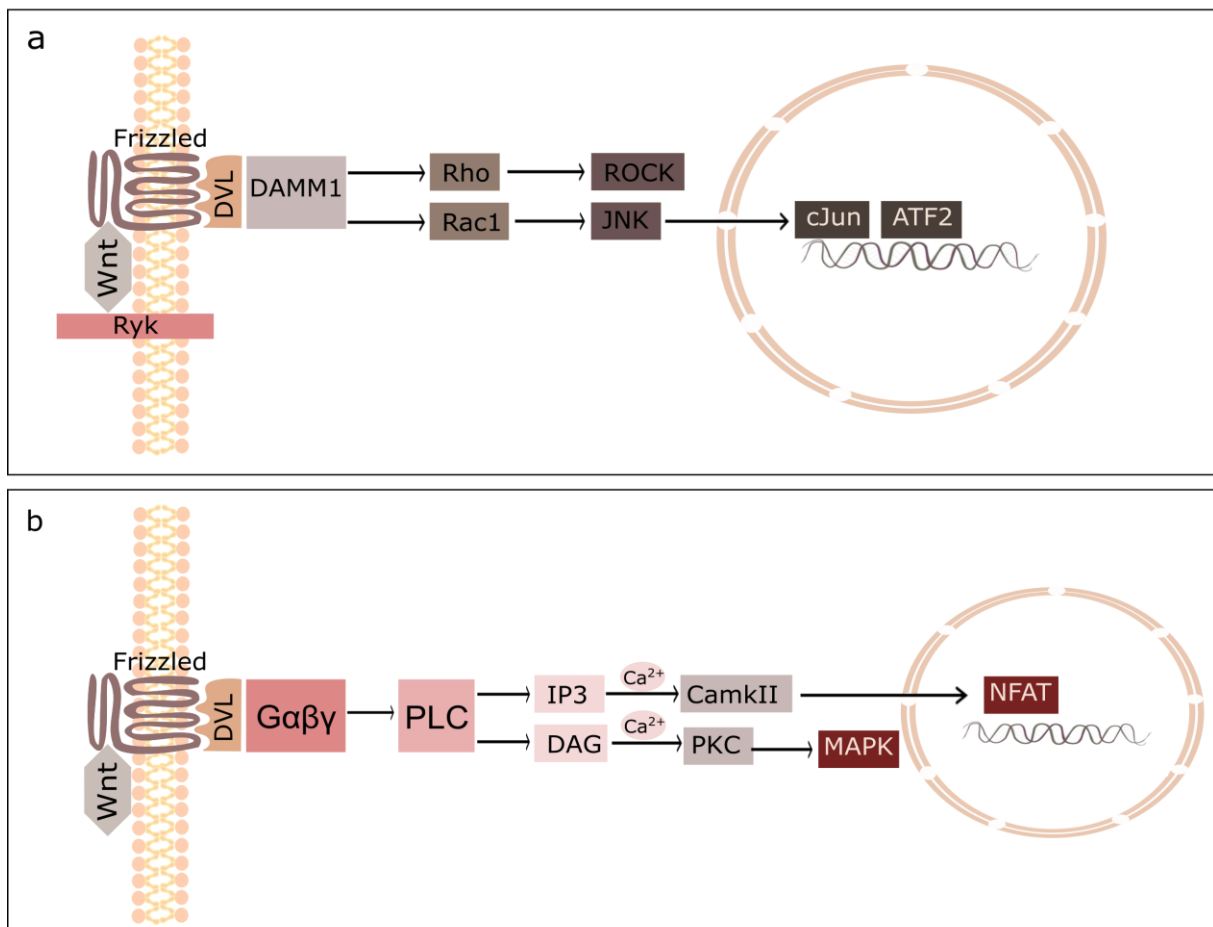 a
Frizzled
DVL
DAMM1
Rho
ROCK
Rac1
JNK
cJun
ATF2
Wnt
Ryk
b
Frizzled
DVL
Gαβγ
PLC
IP3
Ca²⁺
CamkII
NFAT
DAG
Ca²⁺
PKC
MAPK
Wnt